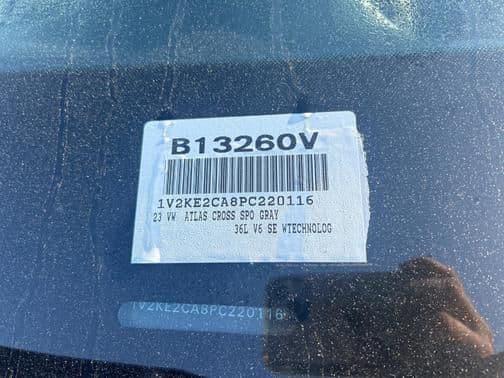 B13260V
1V2KE2CA8PC220116
23 VW ATLAS CROSS SPO GRAY
36L V6 SE WTECHNOLOG
1V2KE2CA8PC220116